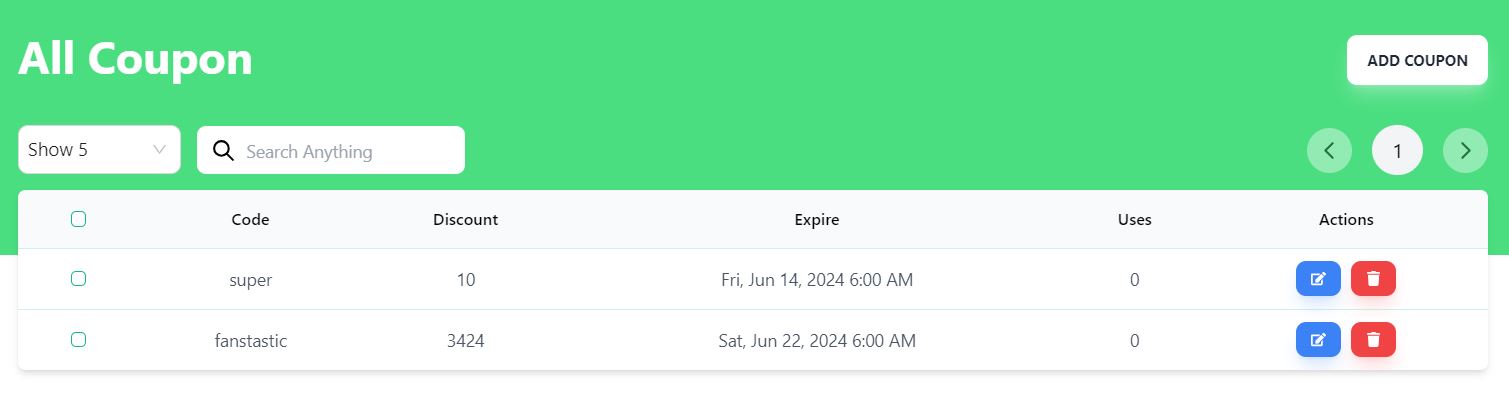 All Coupon
ADD COUPON
Show 5
Search Anything
1
Code Discount Expire Uses Actions
super 10 Fri, Jun 14, 2024 6:00 AM 0
fanstastic 3424 Sat, Jun 22, 2024 6:00 AM 0